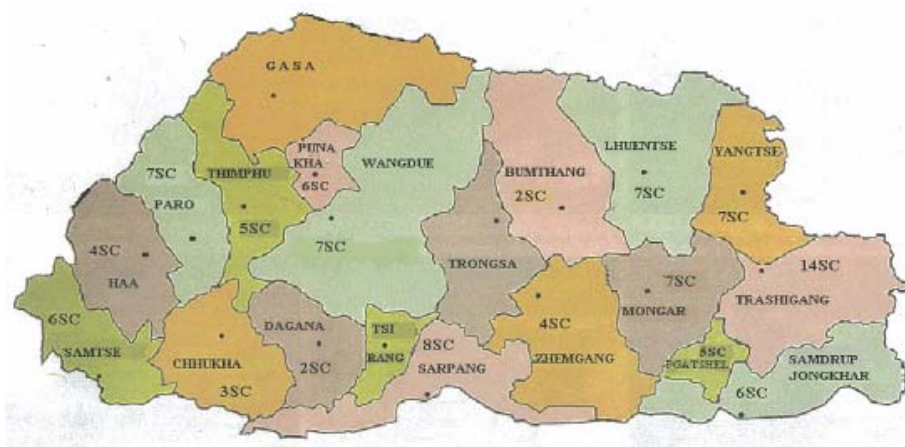 GASA
PUNA
KHA
6SC
WANGDUE
7SC
THIMPHU
5SC
7SC
PARO
4SC
HAA
BUMTHANG
2SC
LHUENTSE
7SC
YANGTSE
7SC
TRONGSA
14SC
TRASHIGANG
7SC
MONGAR
6SC
SAMTSE
CHHUKHA
3SC
DAGANA
2SC
TSI
RANG
8SC
SARPANG
4SC
ZHEMGANG
5SC
SAMDRUP
JONGKHAR
6SC